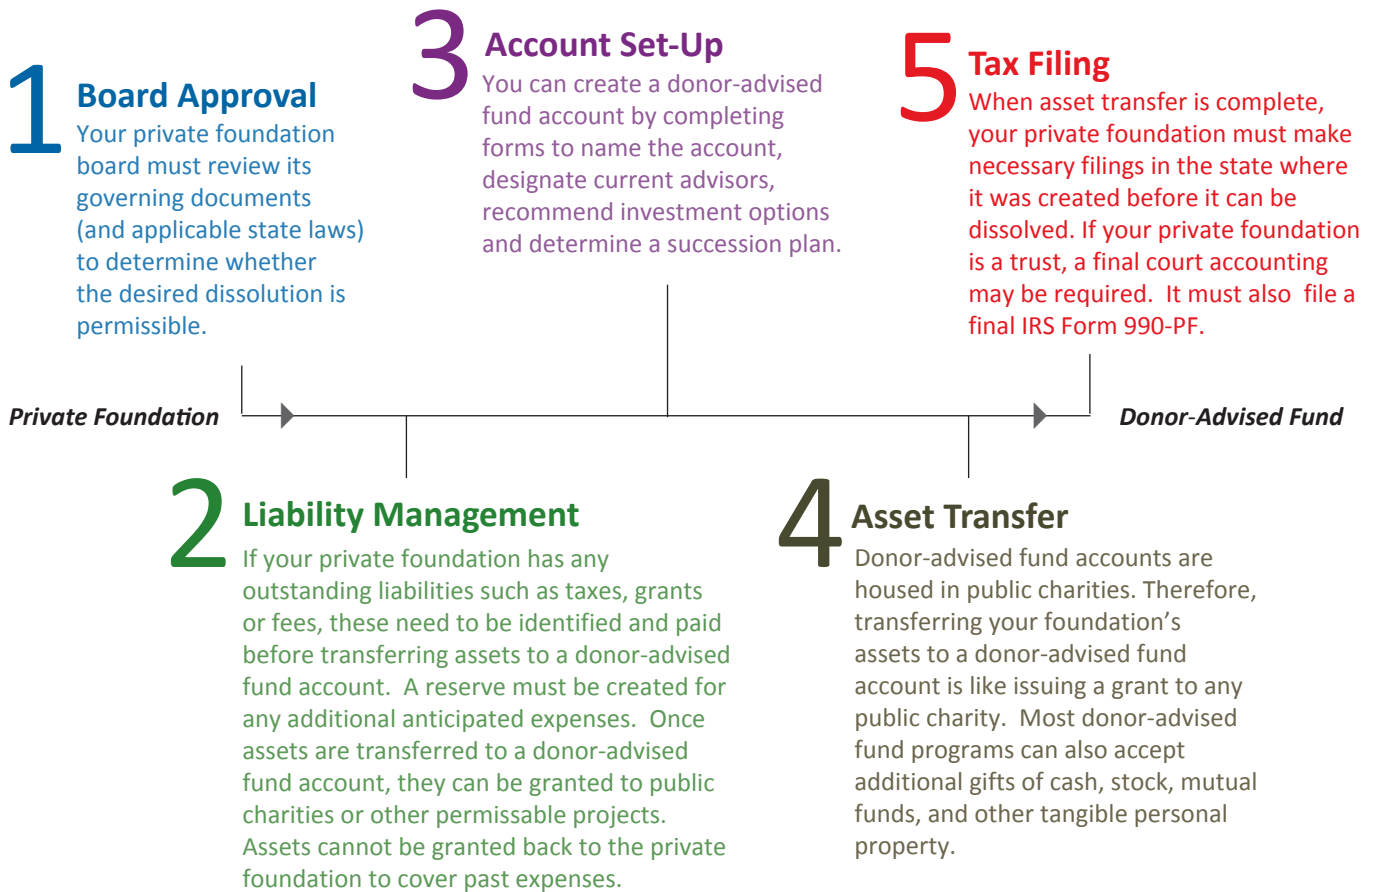 1
Board Approval
Your private foundation
board must review its
governing documents
(and applicable state laws)
to determine whether
the desired dissolution is
permissible.
3
Account Set-Up
You can create a donor-advised
fund account by completing
forms to name the account,
designate current advisors,
recommend investment options
and determine a succession plan.
5
Tax Filing
When asset transfer is complete,
your private foundation must make
necessary filings in the state where
it was created before it can be
dissolved. If your private foundation
is a trust, a final court accounting
may be required.  It must also  file a
final IRS Form 990-PF.
Private Foundation
Donor-Advised Fund
2
Liability Management
If your private foundation has any
outstanding liabilities such as taxes, grants
or fees, these need to be identified and paid
before transferring assets to a donor-advised
fund account.  A reserve must be created for
any additional anticipated expenses.  Once
assets are transferred to a donor-advised
fund account, they can be granted to public
charities or other permissable projects.
Assets cannot be granted back to the private
foundation to cover past expenses.
4
Asset Transfer
Donor-advised fund accounts are
housed in public charities. Therefore,
transferring your foundation’s
assets to a donor-advised fund
account is like issuing a grant to any
public charity.  Most donor-advised
fund programs can also accept
additional gifts of cash, stock, mutual
funds, and other tangible personal
property.